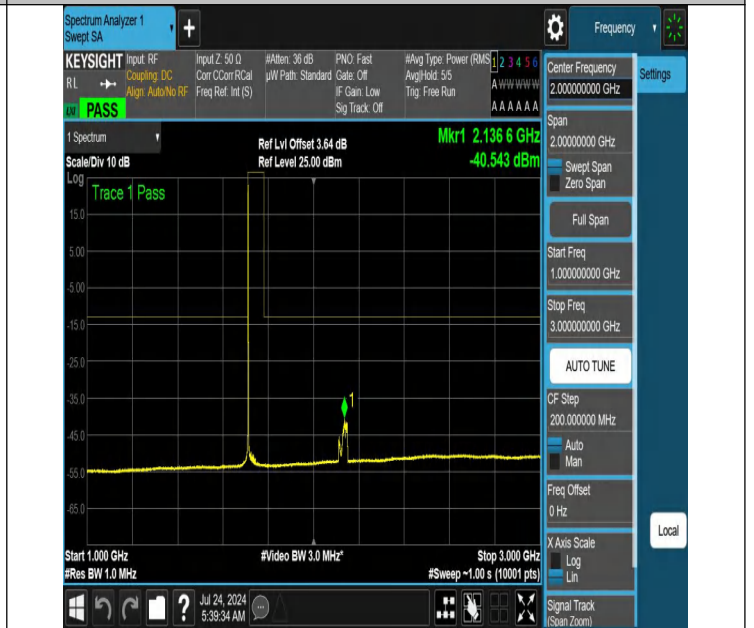 Spectrum Analyzer 1
Swept SA
+
Frequency
KEYSIGHT
RL
PASS
Input: RF
Coupling: DC
Align: Auto/No RF
Input Z: 50 Ω
Corr CCorr RCal
Freq Ref: Int (S)
#Atten: 36 dB
µW Path: Standard
PNO: Fast
Gate: Off
IF Gain: Low
Sig Track: Off
#Avg Type: Power (RMS
Avg|Hold: 5/5
Trig: Free Run
1 2 3 4 5 6
A W W W W W
A A A A A A
1 Spectrum
Scale/Div 10 dB
Log
Ref Lvl Offset 3.64 dB
Ref Level 25.00 dBm
Mkr1 2.136 6 GHz
-40.543 dBm
Trace 1 Pass
15.0
5.00
-5.00
-15.0
-25.0
-35.0
-45.0
-55.0
-65.0
1
Start 1.000 GHz
#Res BW 1.0 MHz
#Video BW 3.0 MHz*
Stop 3.000 GHz
#Sweep ~1.00 s (10001 pts)
?
Jul 24, 2024
5:39:34 AM
Center Frequency
2.000000000 GHz
Settings
Span
2.00000000 GHz
Swept Span
Zero Span
Full Span
Start Freq
1.000000000 GHz
Stop Freq
3.000000000 GHz
AUTO TUNE
CF Step
200.000000 MHz
Auto
Man
Freq Offset
0 Hz
X Axis Scale
Log
Lin
Local
Signal Track
(Span Zoom)